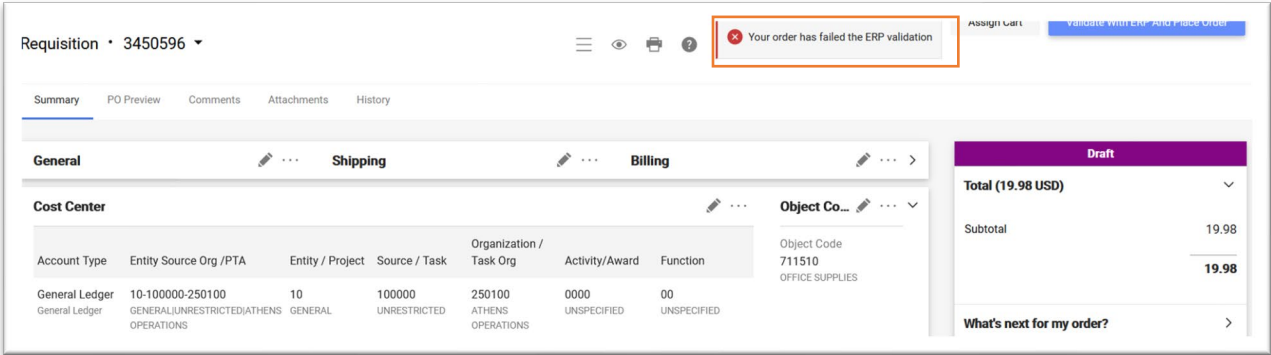 Requisition • 3450596
Your order has failed the ERP validation
Assign Cart
Validate With ERP And Place Order
Summary PO Preview Comments Attachments History
General ... Shipping ... Billing ...
Draft
Total (19.98 USD)
Cost Center ... Object Co... ...
Subtotal 19.98
19.98
Organization /
Account Type Entity Source Org /PTA Entity / Project Source / Task Task Org Activity/Award Function
Object Code
711510
OFFICE SUPPLIES
General Ledger 10-100000-250100 10 100000 250100 0000 00
General Ledger GENERAL|UNRESTRICTED|ATHENS GENERAL UNRESTRICTED ATHENS UNSPECIFIED UNSPECIFIED
OPERATIONS OPERATIONS
What's next for my order?